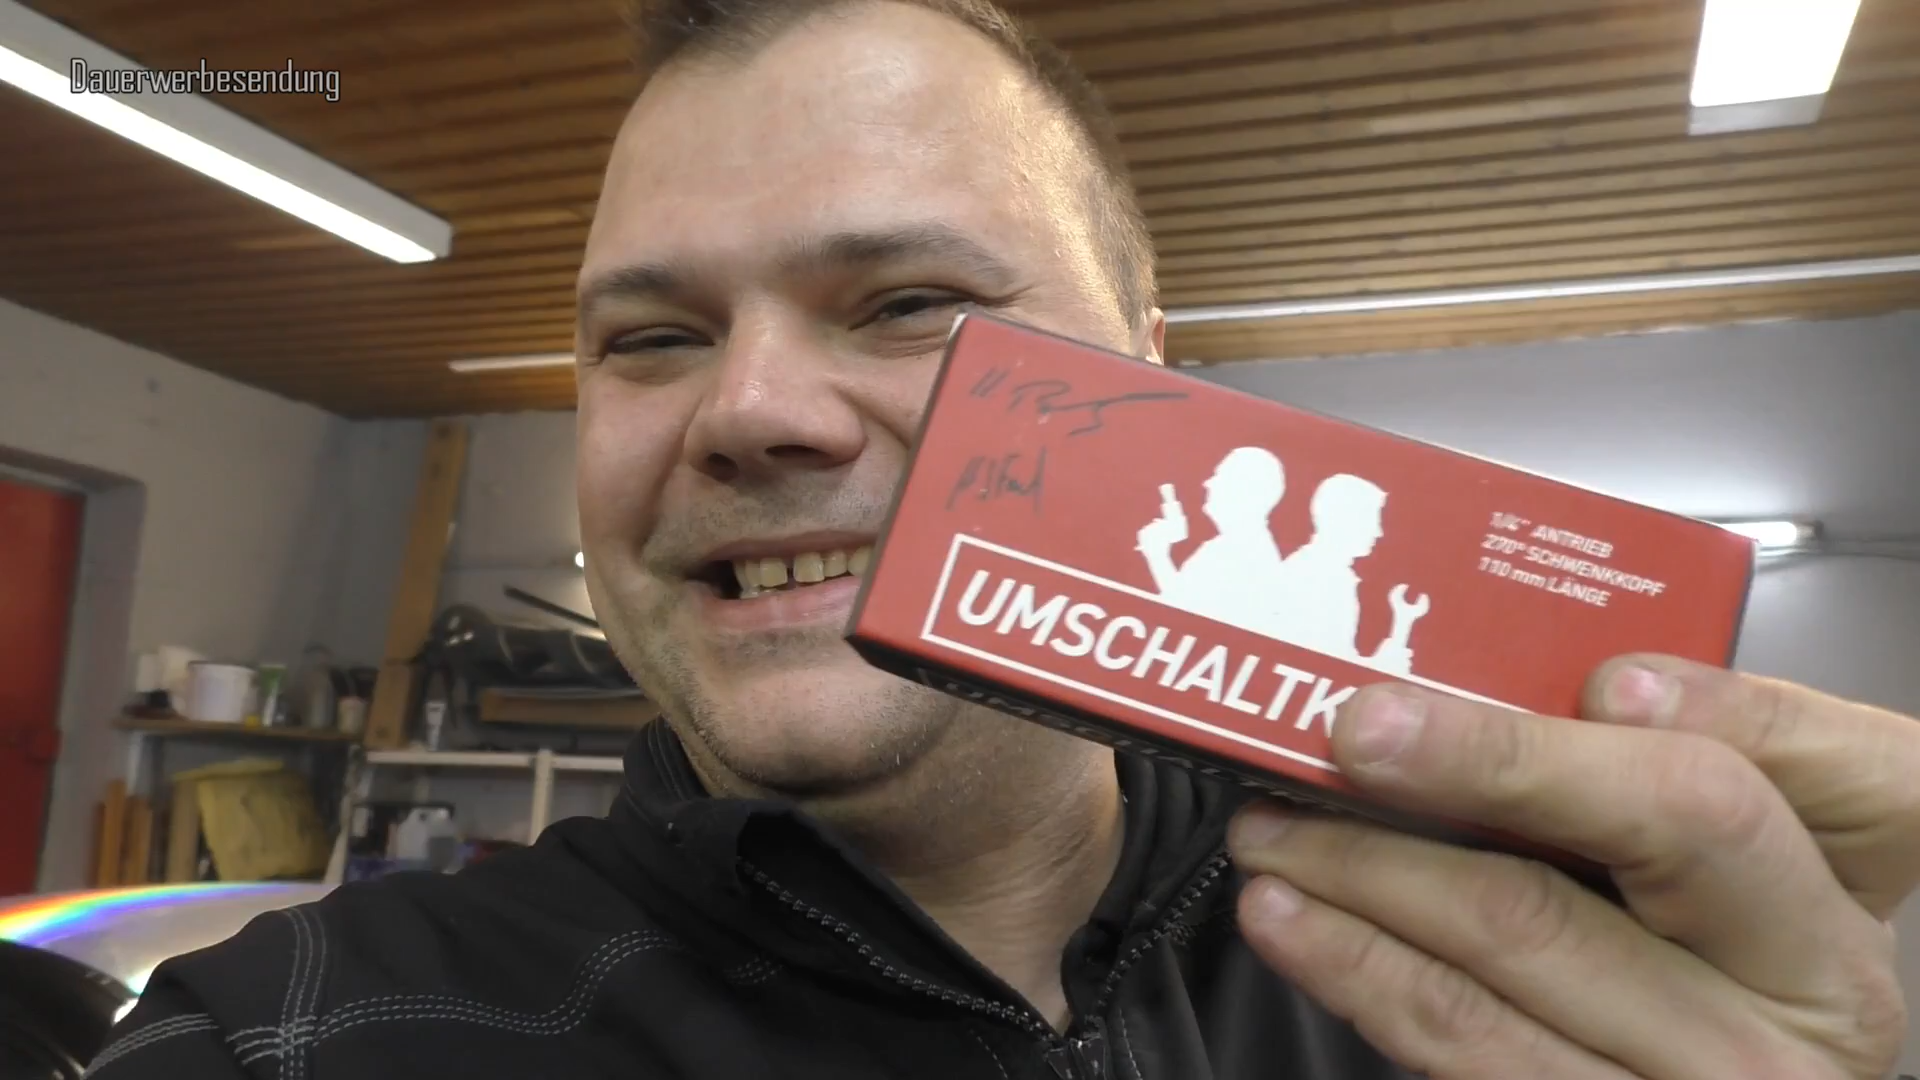 Dauerwerbesendung
1/4" ANTRIEB
270° SCHWENKKOPF
110 mm LÄNGE
UMSCHALTK